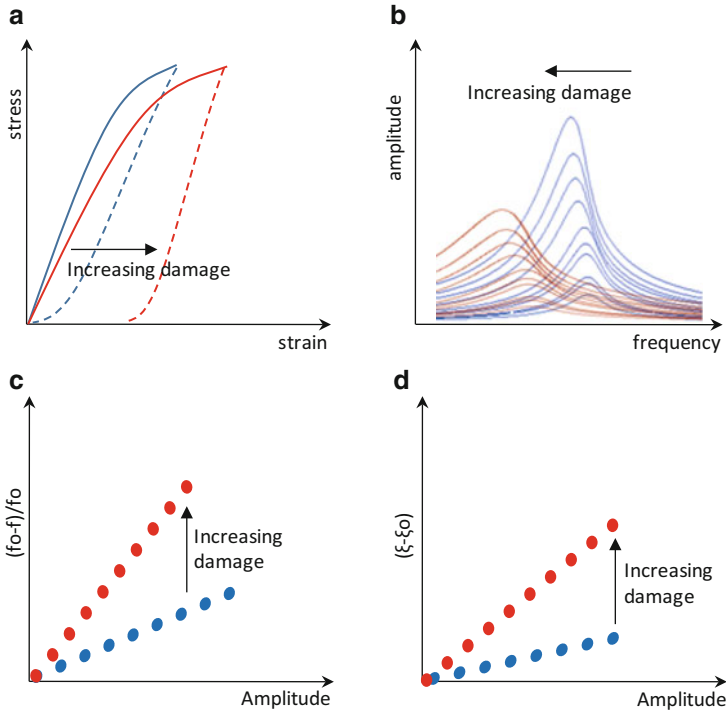 a
stress
Increasing damage
strain
b
amplitude
Increasing damage
frequency
c
(fo-f)/fo
Increasing
damage
Amplitude
d
(ξ-ξo)
Increasing
damage
Amplitude